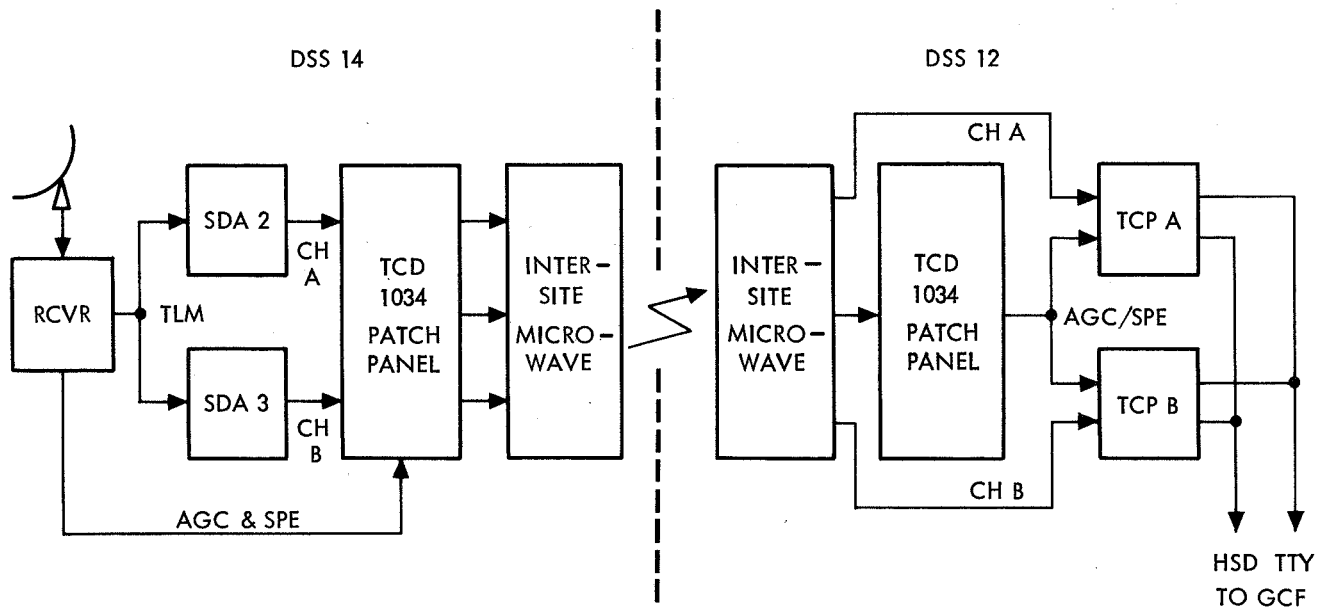 DSS 14
DSS 12
RCVR
TLM
SDA 2
SDA 3
CH
A
CH
B
AGC & SPE
TCD
1034
PATCH
PANEL
INTER-
SITE
MICRO-
WAVE
INTER-
SITE
MICRO-
WAVE
TCD
1034
PATCH
PANEL
CH A
CH B
AGC/SPE
TCP A
TCP B
HSD TTY
TO GCF